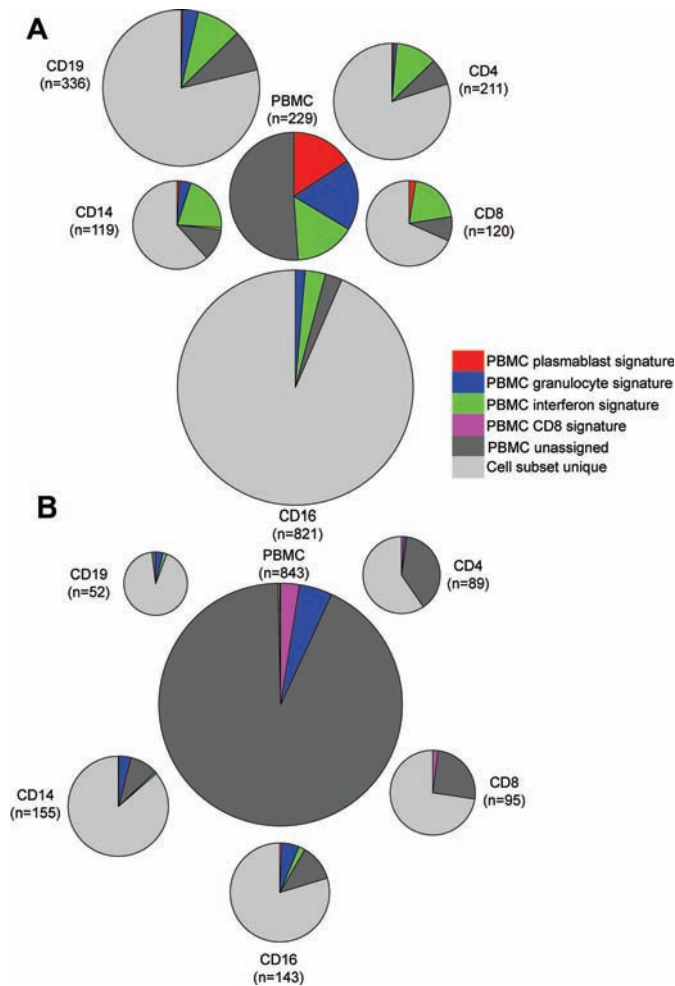 A
CD19
(n=336)
CD4
(n=211)
PBMC
(n=229)
CD14
(n=119)
CD8
(n=120)
PBMC plasmablast signature
PBMC granulocyte signature
PBMC interferon signature
PBMC CD8 signature
PBMC unassigned
Cell subset unique
CD16
(n=821)
B
PBMC
(n=843)
CD19
(n=52)
CD4
(n=89)
CD14
(n=155)
CD8
(n=95)
CD16
(n=143)